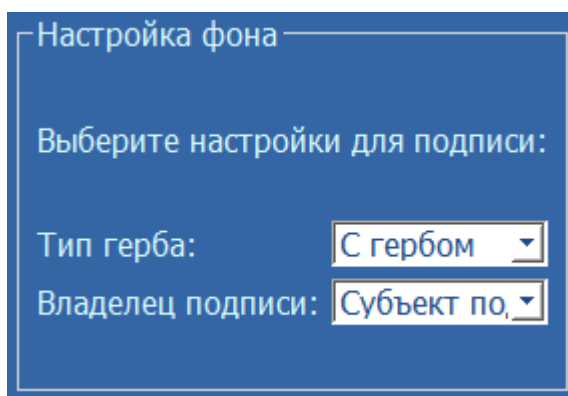 Настройка фона
Выберите настройки для подписи:
Тип герба: С гербом
Владелец подписи: Субъект по